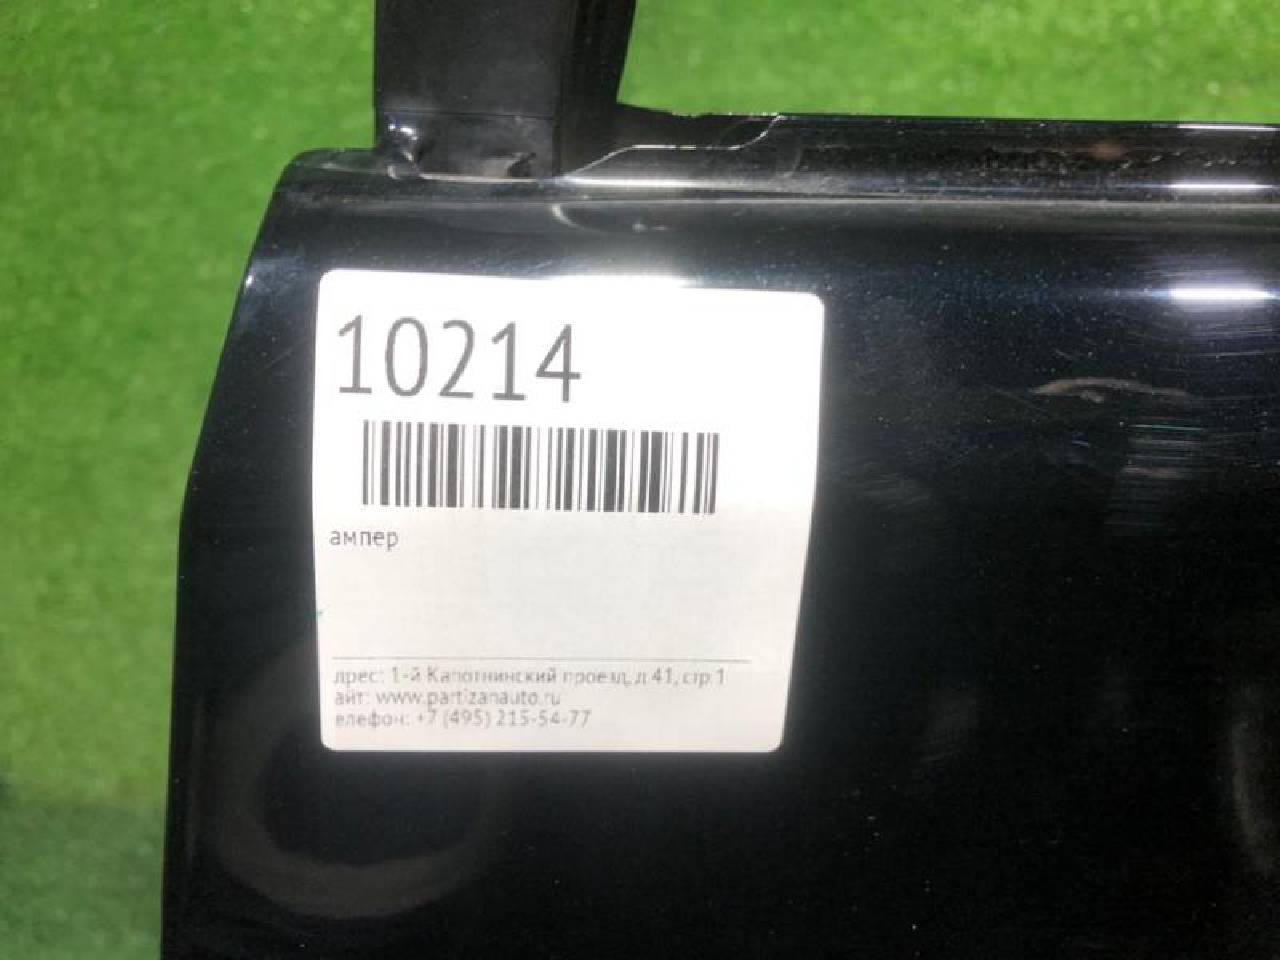 10214
ампер
дрес: 1-й Капотнинский проезд, д.41, стр.1
айт: www.partizanauto.ru
елефон: +7 (495) 215-54-77